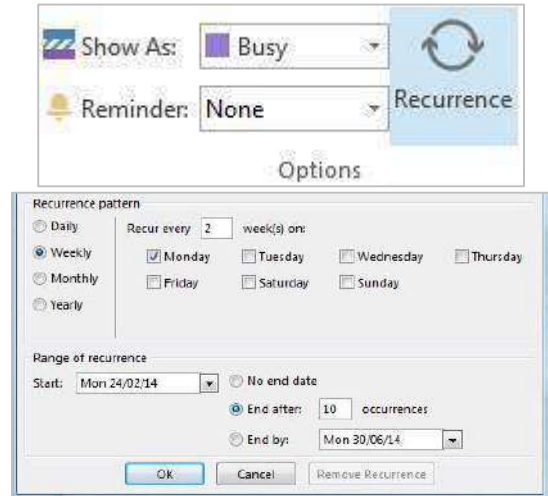 Show As: Busy
Reminder: None
Recurrence
Options
Recurrence pattern
Daily Recur every 2 week(s) on:
Weekly Monday Tuesday Wednesday Thursday
Monthly Friday Saturday Sunday
Yearly
Range of recurrence
Start: Mon 24/02/14 No end date
End after: 10 occurrences
End by: Mon 30/06/14
OK Cancel Remove Recurrence